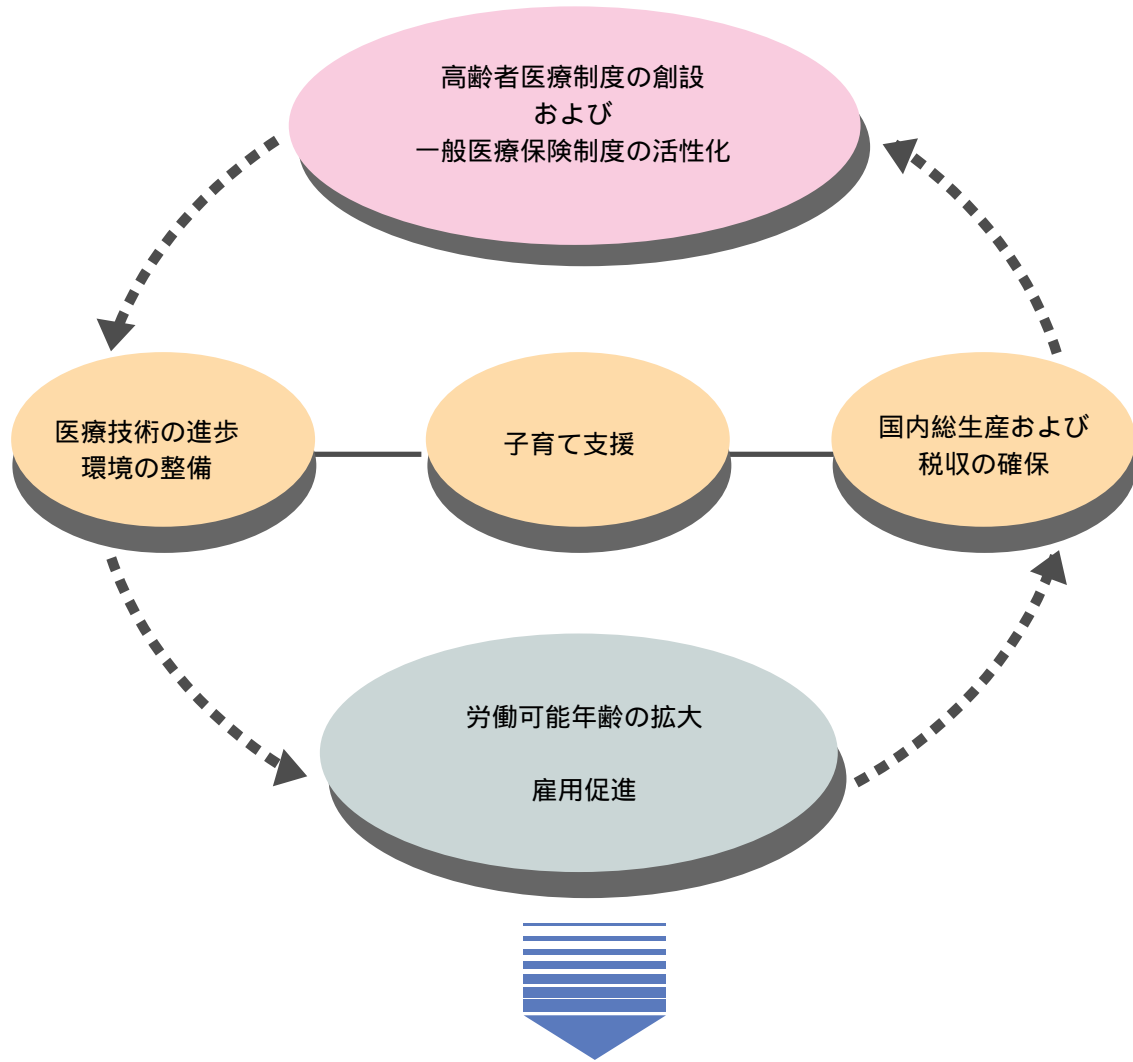 高齢者医療制度の創設
および
一般医療保険制度の活性化
医療技術の進歩
環境の整備
子育て支援
国内総生産および
税収の確保
労働可能年齢の拡大
雇用促進